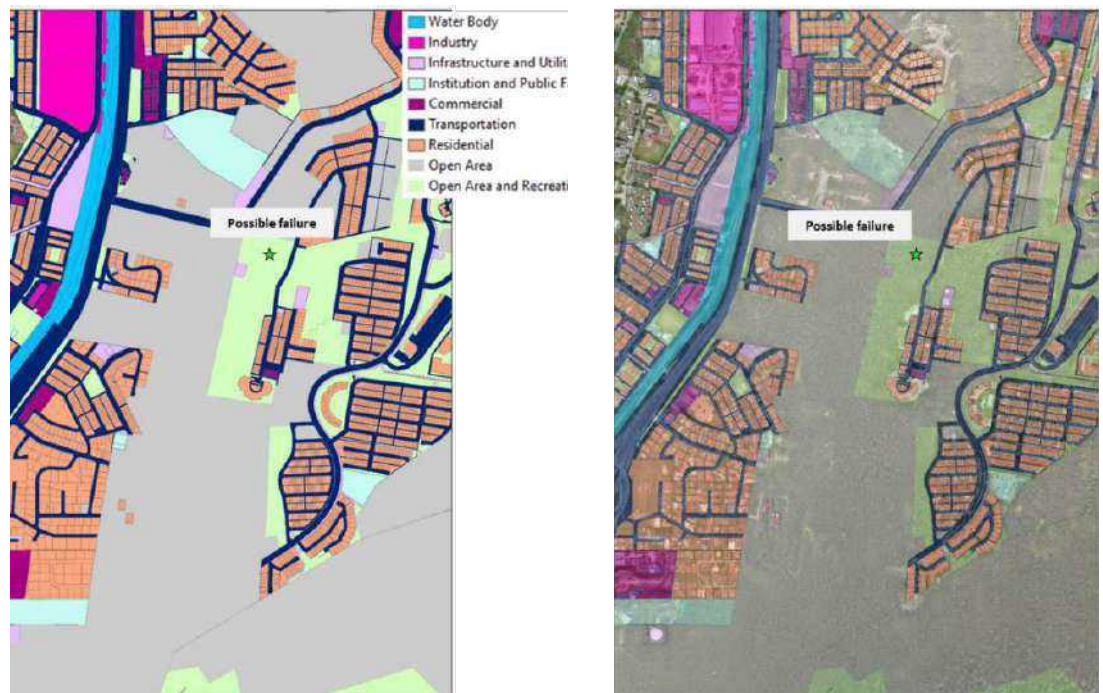 Water Body
Industry
Infrastructure and Utilit
Institution and Public F
Commercial
Transportation
Residential
Open Area
Open Area and Recreati
Possible failure
Possible failure